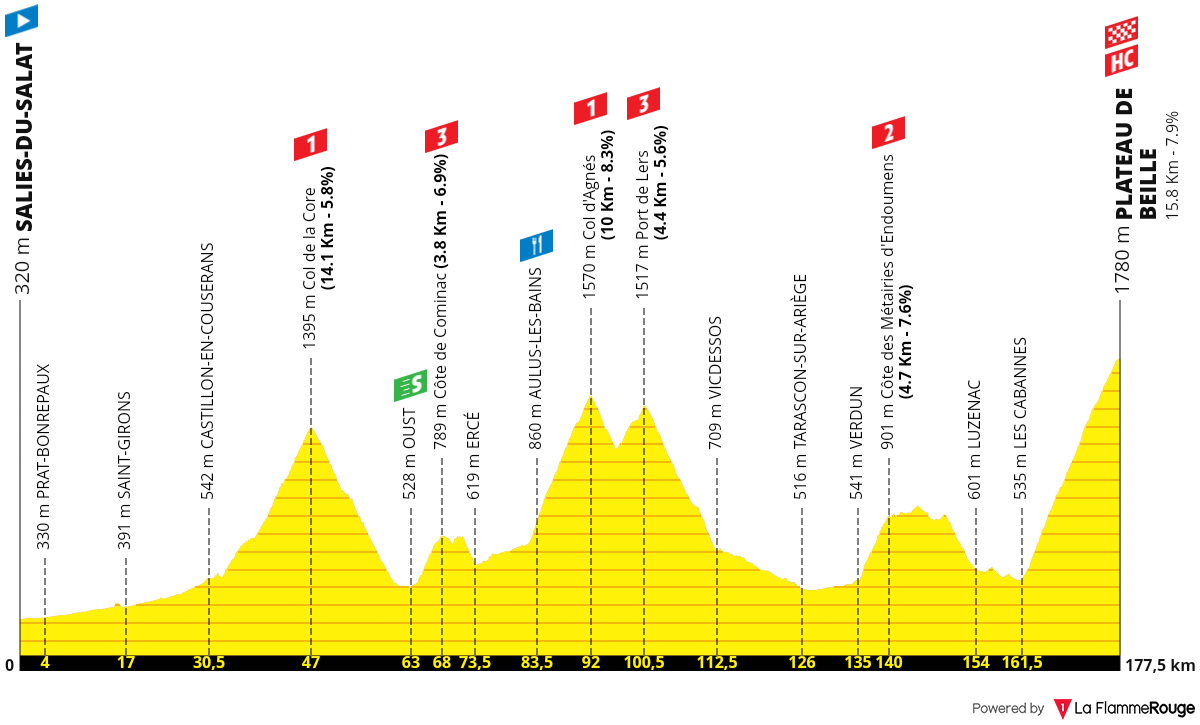 320 m SALIES-DU-SALAT
330 m PRAT-BONREPAUX
391 m SAINT-GIRONS
542 m CASTILLON-EN-COUSERANS
1
1395 m Col de la Core
(14.1 Km - 5.8%)
S
528 m OUST
3
789 m Côte de Cominac (3.8 Km - 6.9%)
619 m ERCÉ
860 m AULUS-LES-BAINS
1
1570 m Col d'Agnés
(10 Km - 8.3%)
3
1517 m Port de Lers
(4.4 Km - 5.6%)
709 m VICDESSOS
516 m TARASCON-SUR-ARIÈGE
541 m VERDUN
2
901 m Côte des Métairies d'Endoumens
(4.7 Km - 7.6%)
601 m LUZENAC
535 m LES CABANNES
HC
1780 m PLATEAU DE
BEILLE
15.8 Km - 7.9%
0 4 17 30,5 47 63 68 73,5 83,5 92 100,5 112,5 126 135 140 154 161,5 177,5 km
Powered by 1 La FlammeRouge